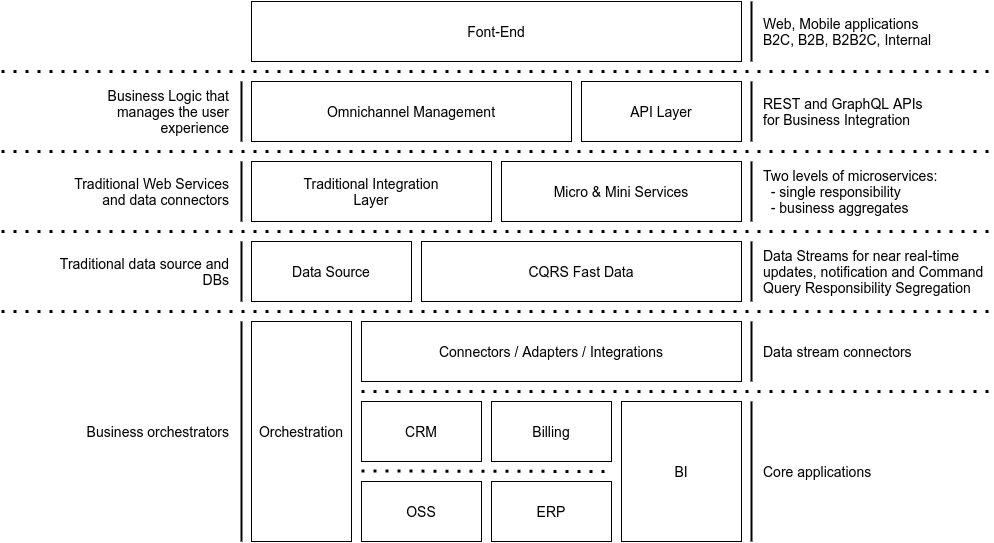 Font-End
Web, Mobile applications
B2C, B2B, B2B2C, Internal
Business Logic that
manages the user
experience
Omnichannel Management
API Layer
REST and GraphQL APIs
for Business Integration
Traditional Web Services
and data connectors
Traditional Integration
Layer
Micro & Mini Services
Two levels of microservices:
- single responsibility
- business aggregates
Traditional data source and
DBs
Data Source
CQRS Fast Data
Data Streams for near real-time
updates, notification and Command
Query Responsibility Segregation
Connectors / Adapters / Integrations
Data stream connectors
Business orchestrators
Orchestration
CRM
Billing
BI
Core applications
OSS
ERP